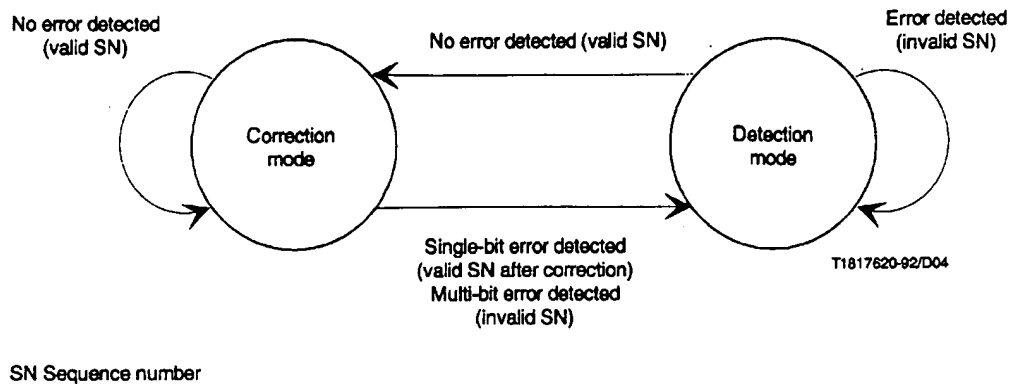 No error detected
(valid SN)
No error detected (valid SN)
Error detected
(invalid SN)
Correction
mode
Detection
mode
Single-bit error detected
(valid SN after correction)
Multi-bit error detected
(invalid SN)
T1817620-92/D04
SN Sequence number